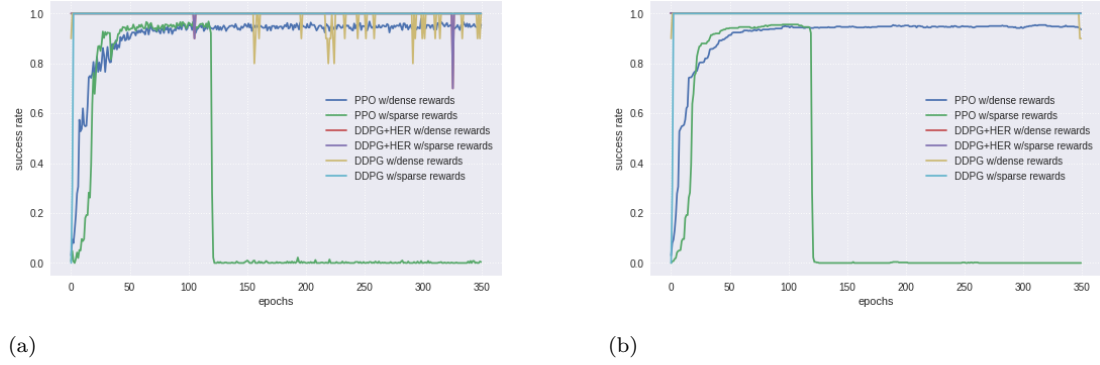 1.0
0.8
0.6
0.4
0.2
0.0
success rate
PPO w/dense rewards
PPO w/sparse rewards
DDPG+HER w/dense rewards
DDPG+HER w/sparse rewards
DDPG w/dense rewards
DDPG w/sparse rewards
0 50 100 150 200 250 300 350
epochs
(a)
1.0
0.8
0.6
0.4
0.2
0.0
success rate
PPO w/dense rewards
PPO w/sparse rewards
DDPG+HER w/dense rewards
DDPG+HER w/sparse rewards
DDPG w/dense rewards
DDPG w/sparse rewards
0 50 100 150 200 250 300 350
epochs
(b)